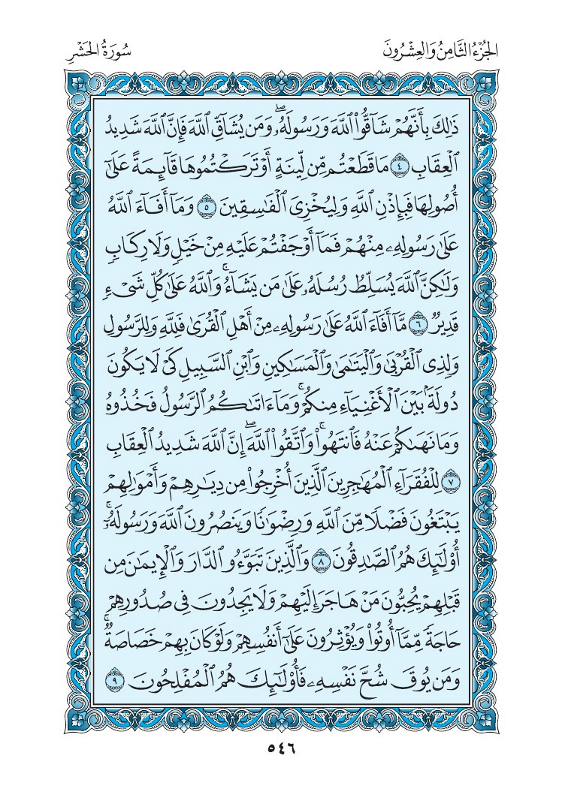 الجُزْءُ الثَّامِنُ وَالعِشْرُونَ
سُورَةُ الحَشْرِ
ذَٰلِكَ بِأَنَّهُمْ شَآقُّوا۟ ٱللَّهَ وَرَسُولَهُۥۖ وَمَن يُشَآقِّ ٱللَّهَ فَإِنَّ ٱللَّهَ شَدِيدُ
ٱلْعِقَابِ ٤ مَا قَطَعْتُم مِّن لِّينَةٍ أَوْ تَرَكْتُمُوهَا قَآئِمَةً عَلَىٰٓ
أُصُولِهَا فَبِإِذْنِ ٱللَّهِ وَلِيُخْزِىَ ٱلْفَـٰسِقِينَ ٥ وَمَآ أَفَآءَ ٱللَّهُ
عَلَىٰ رَسُولِهِۦ مِنْهُمْ فَمَآ أَوْجَفْتُمْ عَلَيْهِ مِنْ خَيْلٍ وَلَا رِكَابٍ
وَلَـٰكِنَّ ٱللَّهَ يُسَلِّطُ رُسُلَهُۥ عَلَىٰ مَن يَشَآءُۚ وَٱللَّهُ عَلَىٰ كُلِّ شَىْءٍ
قَدِيرٌ ٦ مَّآ أَفَآءَ ٱللَّهُ عَلَىٰ رَسُولِهِۦ مِنْ أَهْلِ ٱلْقُرَىٰ فَلِلَّهِ وَلِلرَّسُولِ
وَلِذِى ٱلْقُرْبَىٰ وَٱلْيَتَـٰمَىٰ وَٱلْمَسَـٰكِينِ وَٱبْنِ ٱلسَّبِيلِ كَىْ لَا يَكُونَ
دُولَةًۢ بَيْنَ ٱلْأَغْنِيَآءِ مِنكُمْۚ وَمَآ ءَاتَىٰكُمُ ٱلرَّسُولُ فَخُذُوهُ
وَمَا نَهَىٰكُمْ عَنْهُ فَٱنتَهُوا۟ۚ وَٱتَّقُوا۟ ٱللَّهَۖ إِنَّ ٱللَّهَ شَدِيدُ ٱلْعِقَابِ
٧ لِلْفُقَرَآءِ ٱلْمُهَـٰجِرِينَ ٱلَّذِينَ أُخْرِجُوا۟ مِن دِيَـٰرِهِمْ وَأَمْوَٰلِهِمْ
يَبْتَغُونَ فَضْلًا مِّنَ ٱللَّهِ وَرِضْوَٰنًا وَيَنصُرُونَ ٱللَّهَ وَرَسُولَهُۥٓۚ
أُو۟لَـٰٓئِكَ هُمُ ٱلصَّـٰدِقُونَ ٨ وَٱلَّذِينَ تَبَوَّءُو ٱلدَّارَ وَٱلْإِيمَـٰنَ مِن
قَبْلِهِمْ يُحِبُّونَ مَنْ هَاجَرَ إِلَيْهِمْ وَلَا يَجِدُونَ فِى صُدُورِهِمْ
حَاجَةً مِّمَّآ أُوتُوا۟ وَيُؤْثِرُونَ عَلَىٰٓ أَنفُسِهِمْ وَلَوْ كَانَ بِهِمْ خَصَاصَةٌۚ
وَمَن يُوقَ شُحَّ نَفْسِهِۦ فَأُو۟لَـٰٓئِكَ هُمُ ٱلْمُفْلِحُونَ ٩
٥٤٦